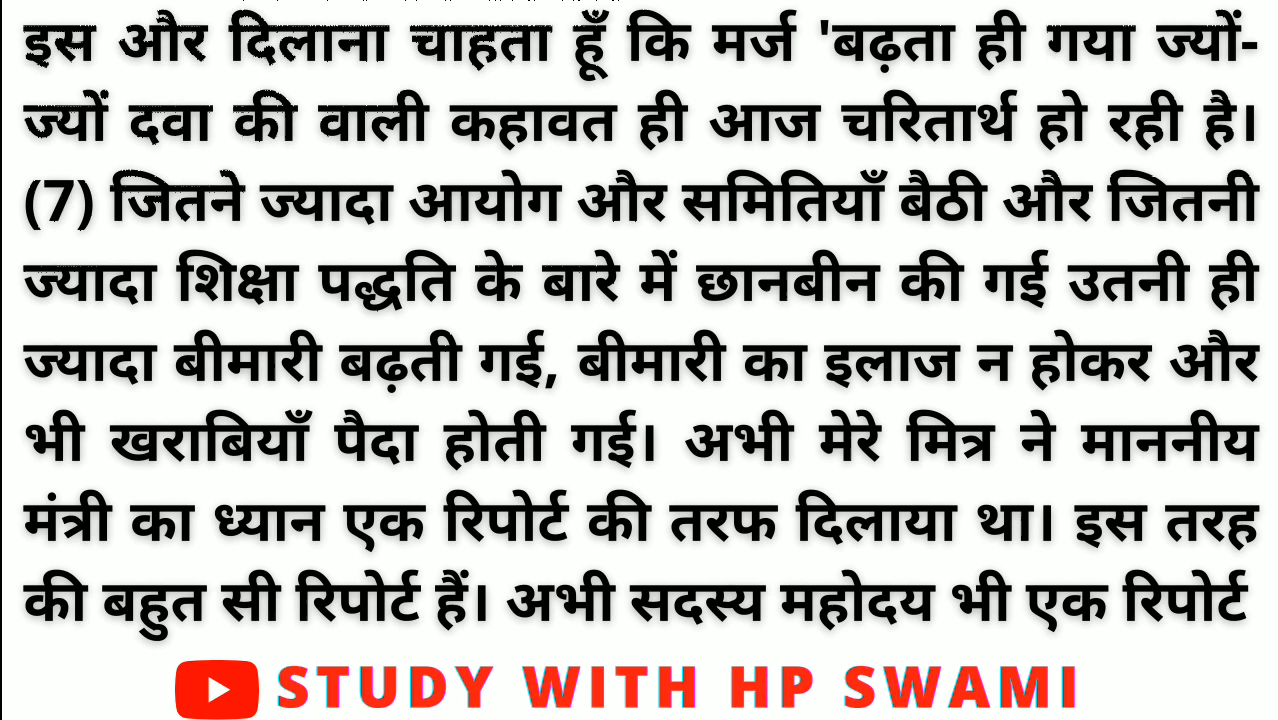 इस और दिलाना चाहता हूँ कि मर्ज 'बढ़ता ही गया ज्यों-
ज्यों दवा की वाली कहावत ही आज चरितार्थ हो रही है।
(7) जितने ज्यादा आयोग और समितियाँ बैठी और जितनी
ज्यादा शिक्षा पद्धति के बारे में छानबीन की गई उतनी ही
ज्यादा बीमारी बढ़ती गई, बीमारी का इलाज न होकर और
भी खराबियाँ पैदा होती गई। अभी मेरे मित्र ने माननीय
मंत्री का ध्यान एक रिपोर्ट की तरफ दिलाया था। इस तरह
की बहुत सी रिपोर्ट हैं। अभी सदस्य महोदय भी एक रिपोर्ट
STUDY WITH HP SWAMI